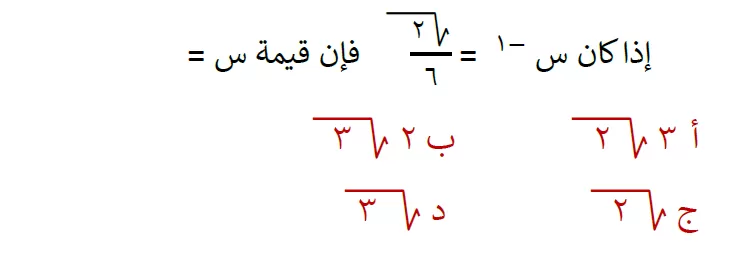 إذا كان س⁻¹ = √٢ / ٦ فإن قيمة س =
أ ٣ √٢ ب ٢ √٣
ج √٢ د √٣